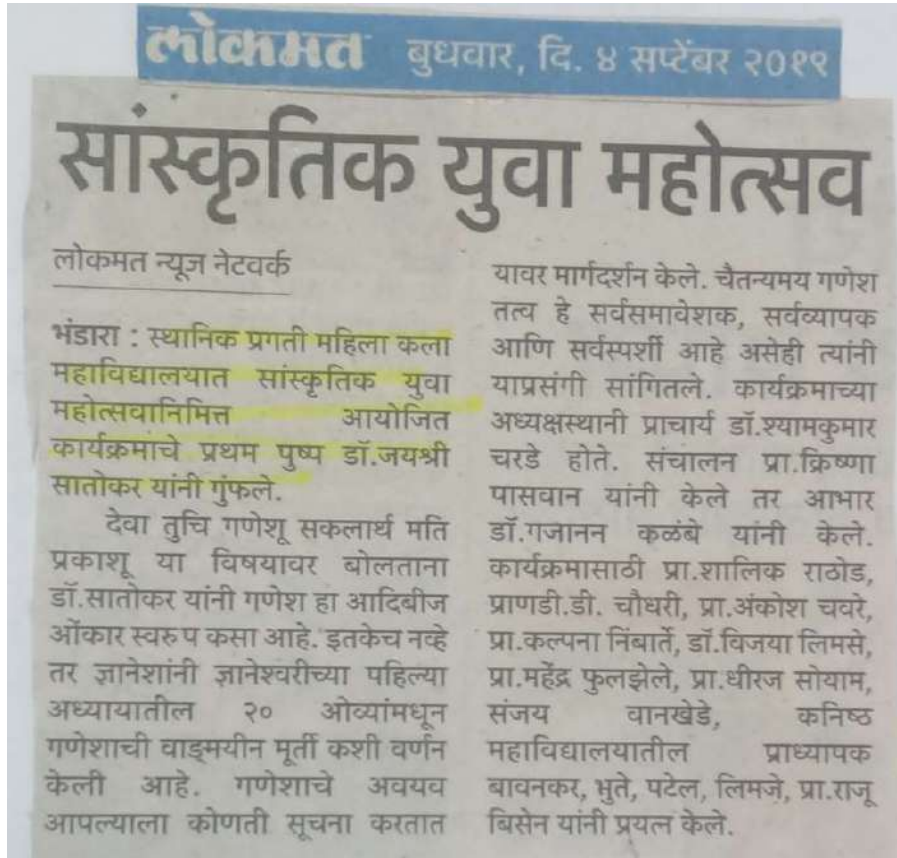 लोकमत बुधवार, दि. ४ सप्टेंबर २०१९
सांस्कृतिक युवा महोत्सव
लोकमत न्यूज नेटवर्क
भंडारा : स्थानिक प्रगती महिला कला
महाविद्यालयात सांस्कृतिक युवा
महोत्सवानिमित्त आयोजित
कार्यक्रमाचे प्रथम पुष्प डॉ.जयश्री
सातोकर यांनी गुंफले.
देवा तुचि गणेशू सकलार्थ मति
प्रकाशू या विषयावर बोलताना
डॉ.सातोकर यांनी गणेश हा आदिबीज
ओंकार स्वरुप कसा आहे. इतकेच नव्हे
तर ज्ञानेशांनी ज्ञानेश्वरीच्या पहिल्या
अध्यायातील २० ओव्यांमधून
गणेशाची वाङ्मयीन मूर्ती कशी वर्णन
केली आहे. गणेशाचे अवयव
आपल्याला कोणती सूचना करतात
यावर मार्गदर्शन केले. चैतन्यमय गणेश
तत्व हे सर्वसमावेशक, सर्वव्यापक
आणि सर्वस्पर्शी आहे असेही त्यांनी
याप्रसंगी सांगितले. कार्यक्रमाच्या
अध्यक्षस्थानी प्राचार्य डॉ.श्यामकुमार
चरडे होते. संचालन प्रा.क्रिष्णा
पासवान यांनी केले तर आभार
डॉ.गजानन कळंबे यांनी केले.
कार्यक्रमासाठी प्रा.शालिक राठोड,
प्राणडी.डी. चौधरी, प्रा.अंकोश चवरे,
प्रा.कल्पना निंबार्ते, डॉ.विजया लिमसे,
प्रा.महेंद्र फुलझेले, प्रा.धीरज सोयाम,
संजय वानखेडे, कनिष्ठ
महाविद्यालयातील प्राध्यापक
बावनकर, भुते, पटेल, लिमजे, प्रा.राजू
बिसेन यांनी प्रयत्न केले.